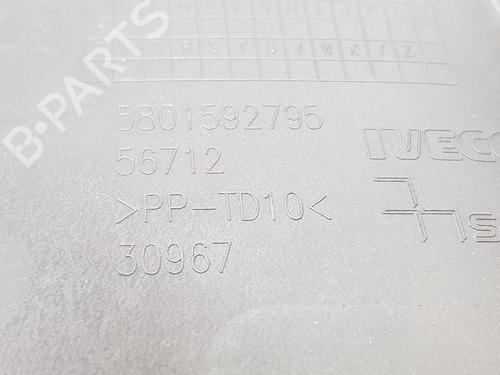 5801592795
56712
>PP-TD10<
30967
IVECO
S
B-PARTS